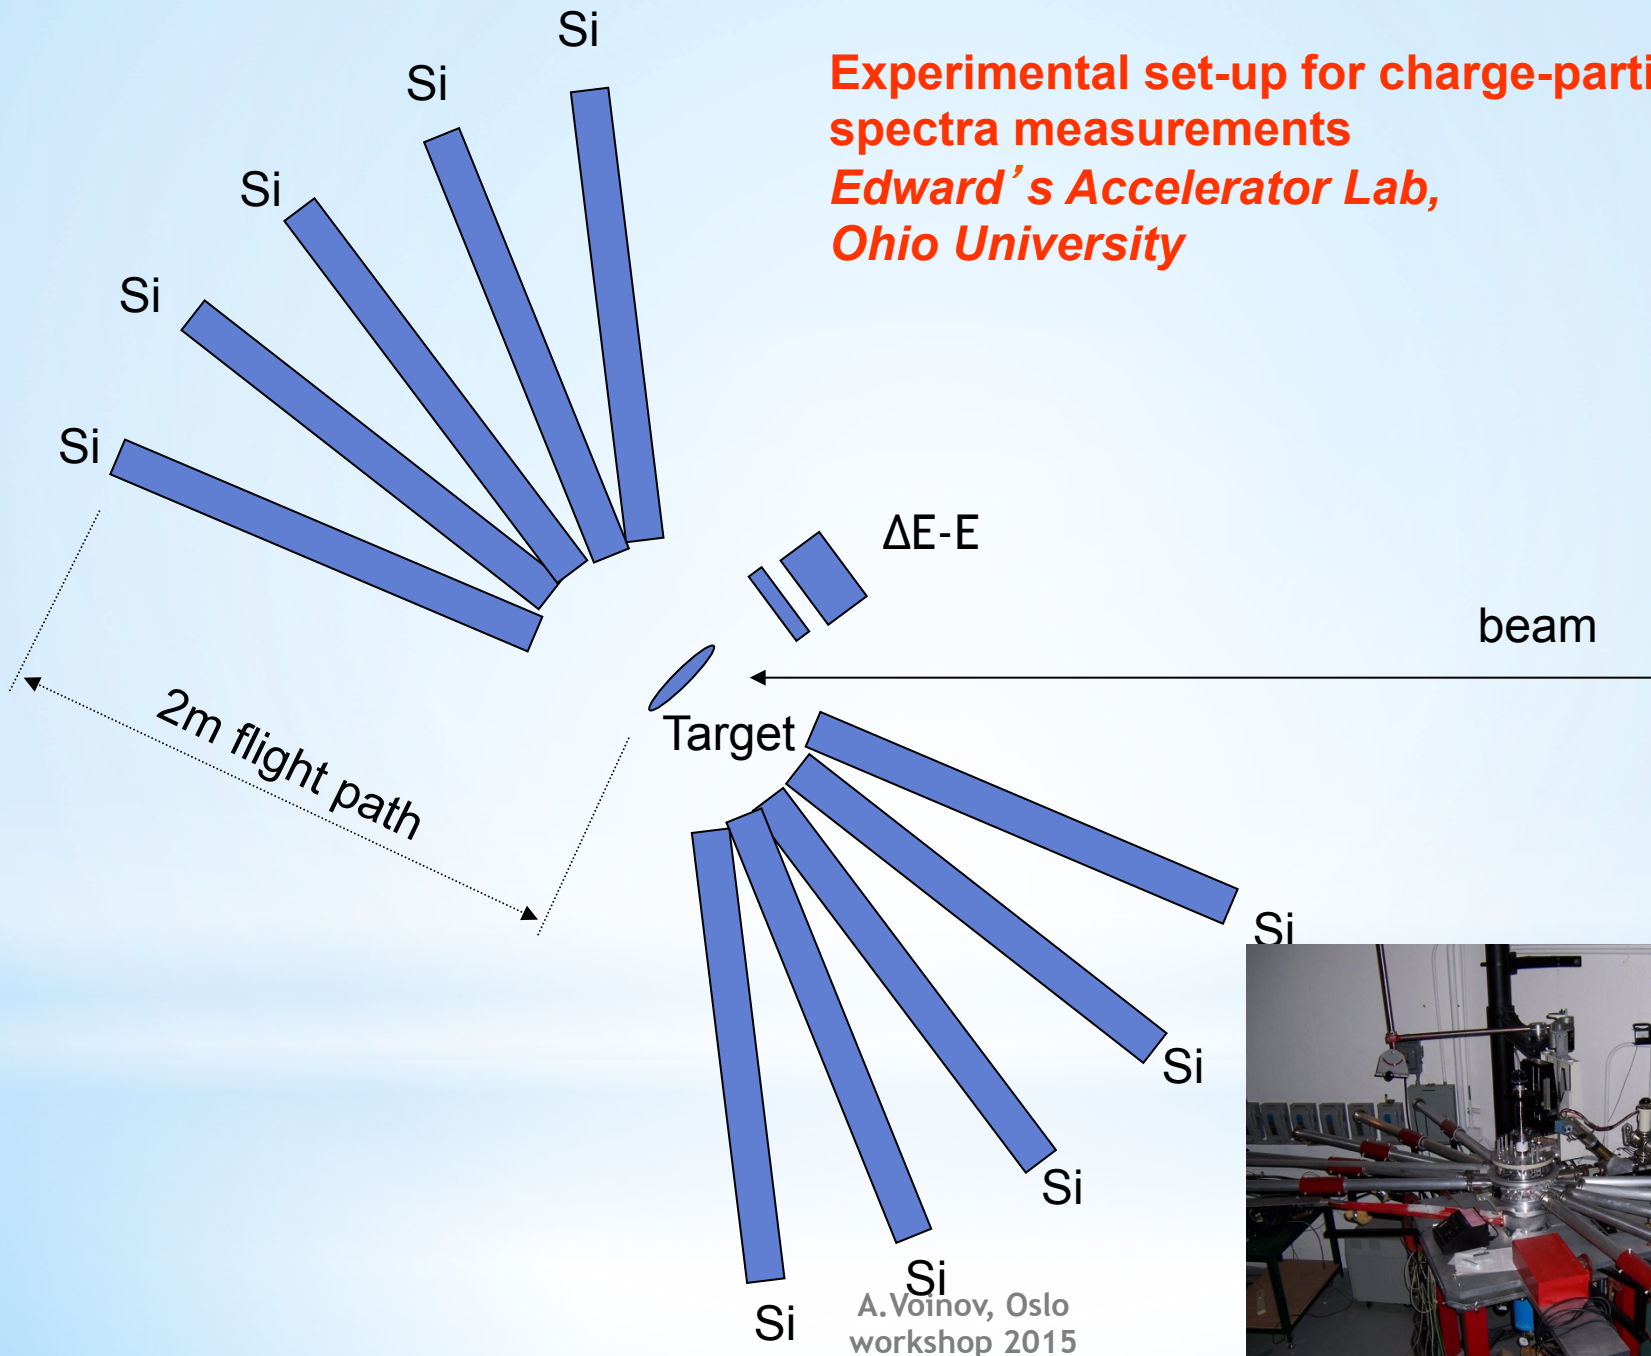 Si
Si
Experimental set-up for charge-parti
spectra measurements
Edward's Accelerator Lab,
Ohio University
Si
Si
Si
ΔE-E
beam
Target
2m flight path
Si
Si
Si
Si
Si
A.Voinov, Oslo
workshop 2015